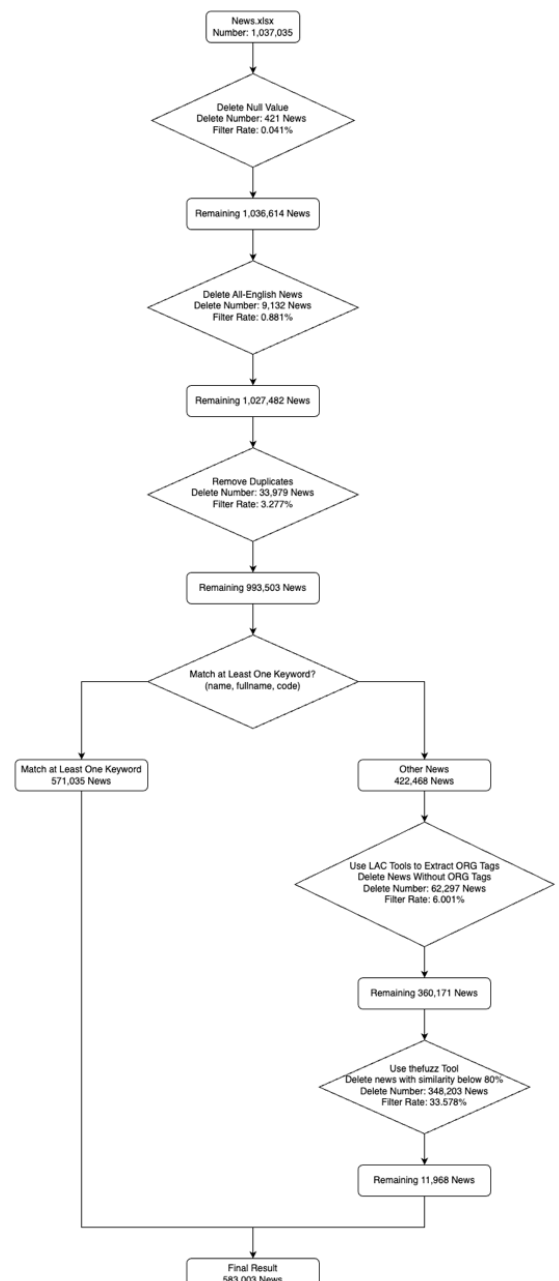 News.xlsx
Number: 1,037,035
Delete Null Value
Delete Number: 421 News
Filter Rate: 0.041%
Remaining 1,036,614 News
Delete All-English News
Delete Number: 9,132 News
Filter Rate: 0.881%
Remaining 1,027,482 News
Remove Duplicates
Delete Number: 33,979 News
Filter Rate: 3.277%
Remaining 993,503 News
Match at Least One Keyword?
(name, fullname, code)
Match at Least One Keyword
571,035 News
Other News
422,468 News
Use LAC Tools to Extract ORG Tags
Delete News Without ORG Tags
Delete Number: 62,297 News
Filter Rate: 6.001%
Remaining 360,171 News
Use thefuzz Tool
Delete news with similarity below 80%
Delete Number: 348,203 News
Filter Rate: 33.578%
Remaining 11,968 News
Final Result
583,003 News